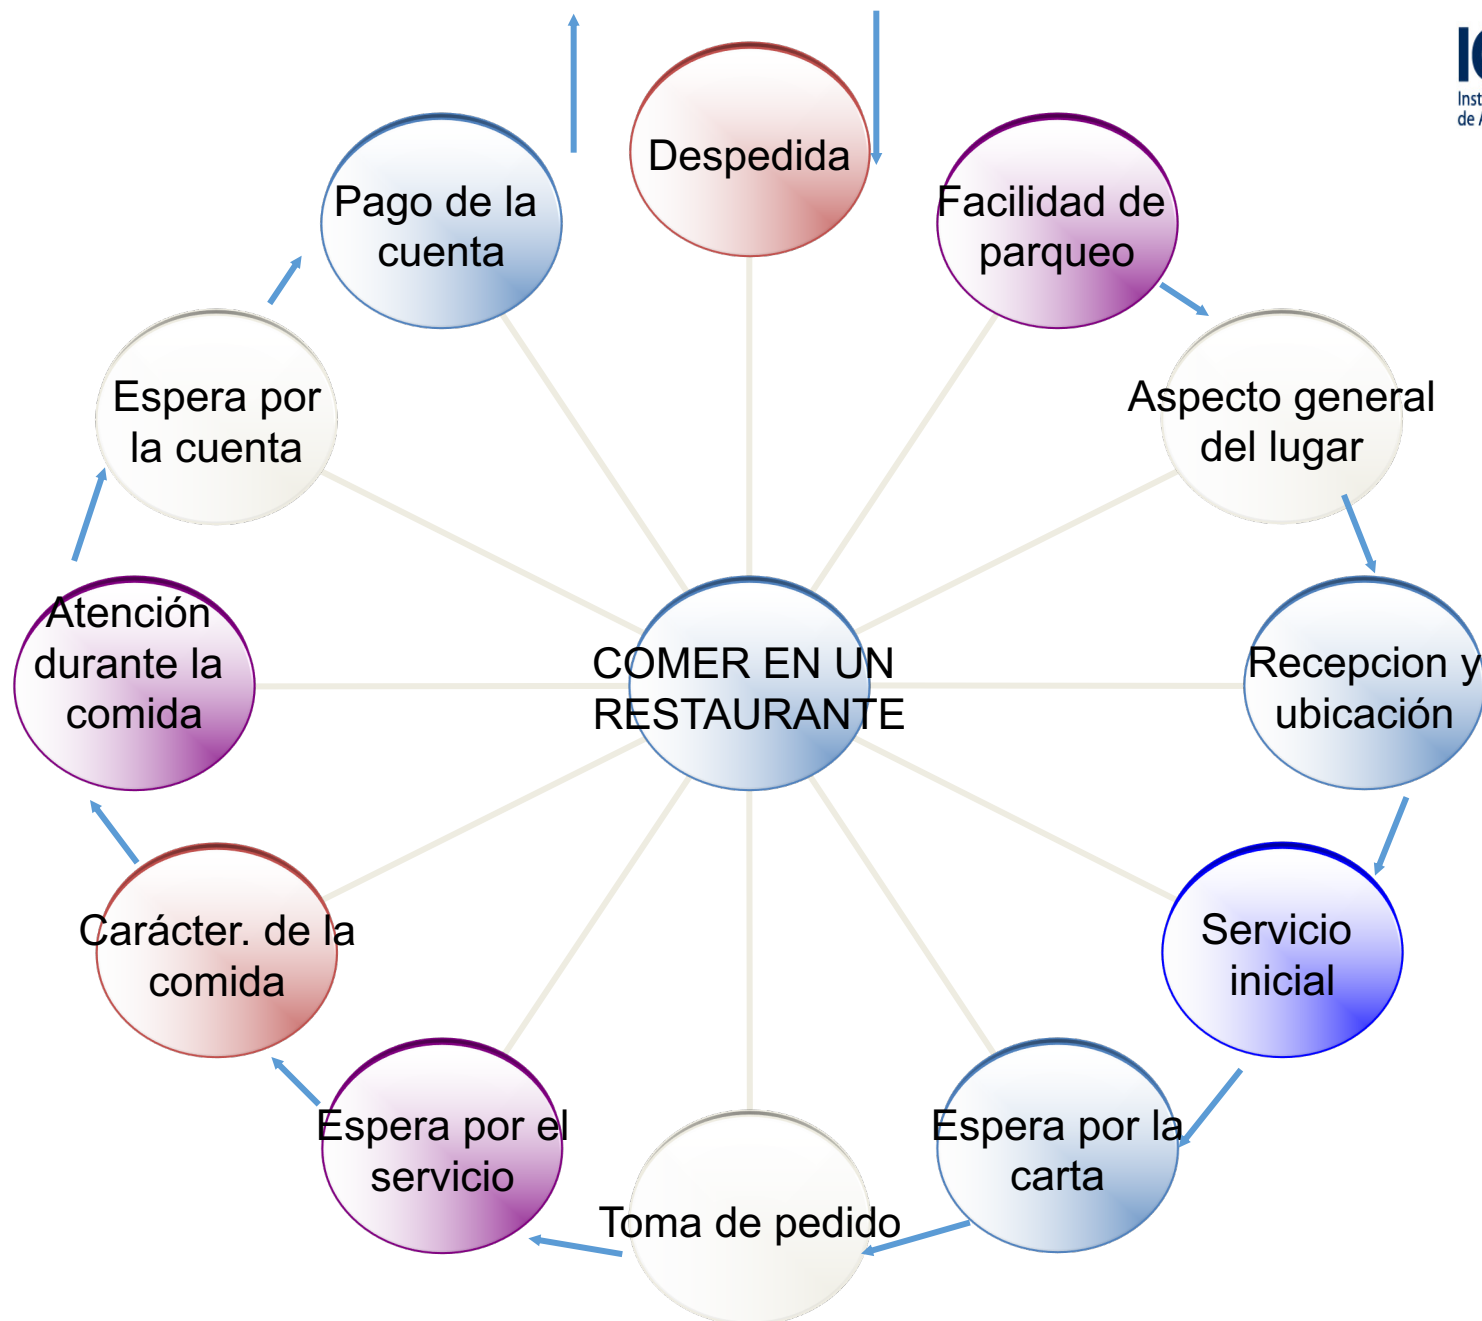 Despedida
Facilidad de
parqueo
Aspecto general
del lugar
Recepcion y
ubicación
Servicio
inicial
Espera por la
carta
Toma de pedido
Espera por el
servicio
Carácter. de la
comida
Atención
durante la
comida
Espera por
la cuenta
Pago de la
cuenta
COMER EN UN
RESTAURANTE
Inst
de A